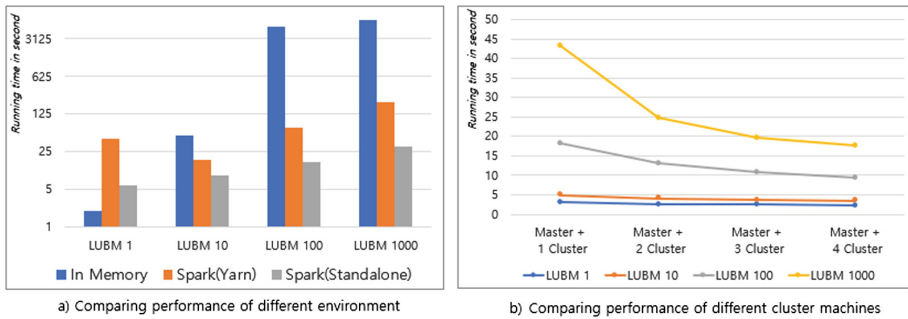 Running time in second
3125
625
125
25
5
1
LUBM 1 LUBM 10 LUBM 100 LUBM 1000
In Memory Spark(Yarn) Spark(Standalone)
a) Comparing performance of different environment
Running time in second
50
45
40
35
30
25
20
15
10
5
0
Master + Master + Master + Master +
1 Cluster 2 Cluster 3 Cluster 4 Cluster
LUBM 1 LUBM 10 LUBM 100 LUBM 1000
b) Comparing performance of different cluster machines